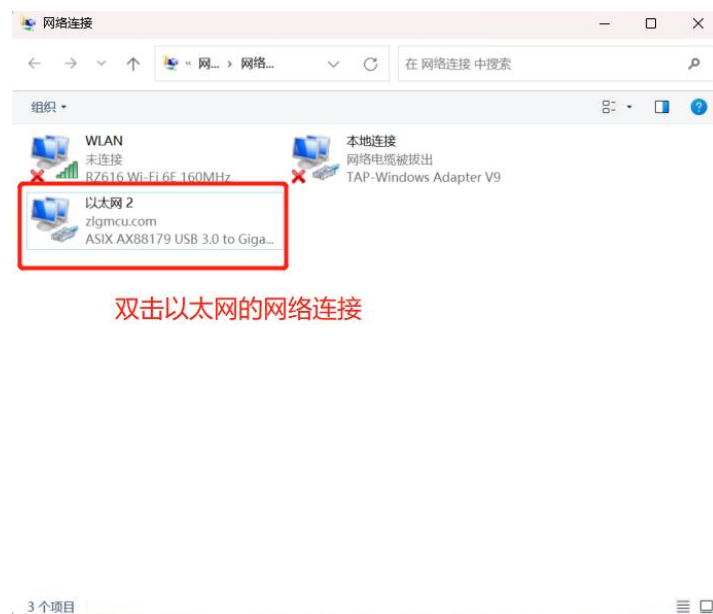 网络连接
« 网... › 网络...
在 网络连接 中搜索
组织
WLAN
未连接
RZ616 Wi-Fi 6E 160MHz
本地连接
网络电缆被拔出
TAP-Windows Adapter V9
以太网 2
zlgmcu.com
ASIX AX88179 USB 3.0 to Giga...
双击以太网的网络连接
3 个项目